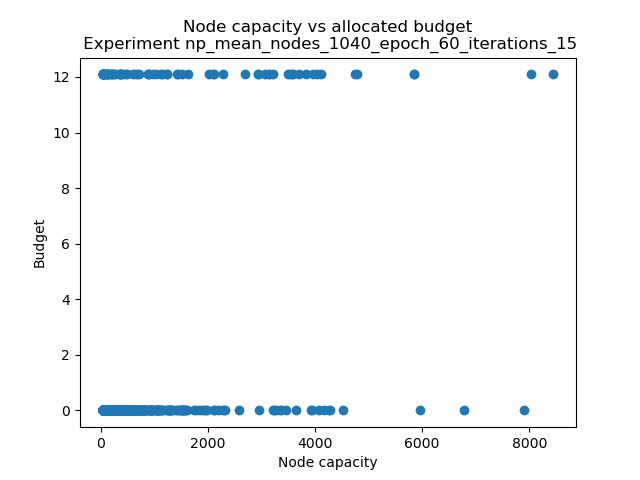 Node capacity vs allocated budget
Experiment np_mean_nodes_1040_epoch_60_iterations_15
12
10
8
6
4
2
0
Budget
0 2000 4000 6000 8000
Node capacity